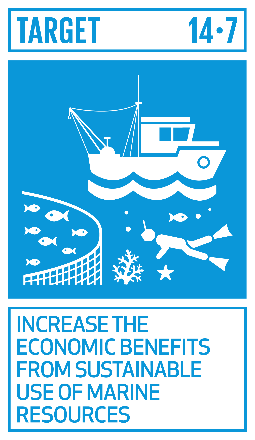 TARGET 14·7
INCREASE THE
ECONOMIC BENEFITS
FROM SUSTAINABLE
USE OF MARINE
RESOURCES